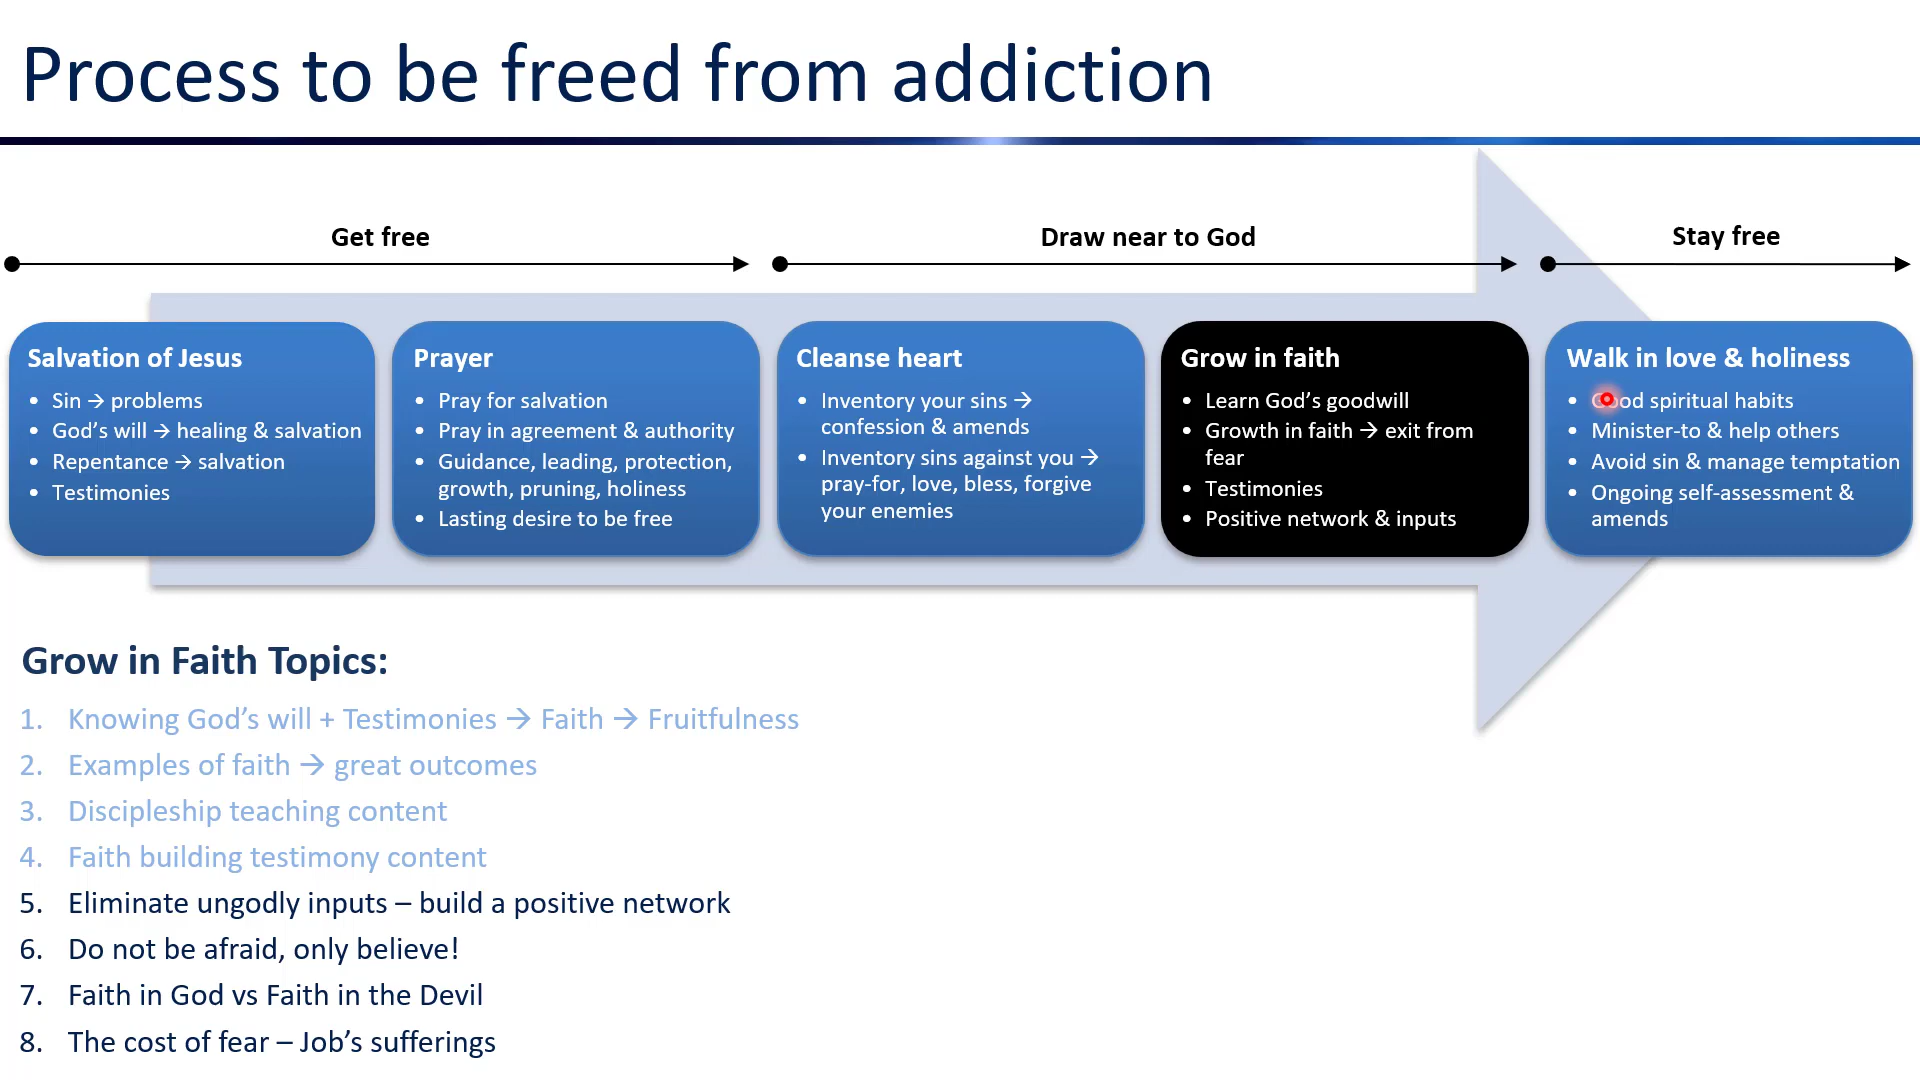 Process to be freed from addiction
Get free
Draw near to God
Stay free
Salvation of Jesus
• Sin → problems
• God’s will → healing & salvation
• Repentance → salvation
• Testimonies
Prayer
• Pray for salvation
• Pray in agreement & authority
• Guidance, leading, protection,
growth, pruning, holiness
• Lasting desire to be free
Cleanse heart
• Inventory your sins →
confession & amends
• Inventory sins against you →
pray-for, love, bless, forgive
your enemies
Grow in faith
• Learn God’s goodwill
• Growth in faith → exit from
fear
• Testimonies
• Positive network & inputs
Walk in love & holiness
• Good spiritual habits
• Minister-to & help others
• Avoid sin & manage temptation
• Ongoing self-assessment &
amends
Grow in Faith Topics:
1. Knowing God’s will + Testimonies → Faith → Fruitfulness
2. Examples of faith → great outcomes
3. Discipleship teaching content
4. Faith building testimony content
5. Eliminate ungodly inputs – build a positive network
6. Do not be afraid, only believe!
7. Faith in God vs Faith in the Devil
8. The cost of fear – Job’s sufferings